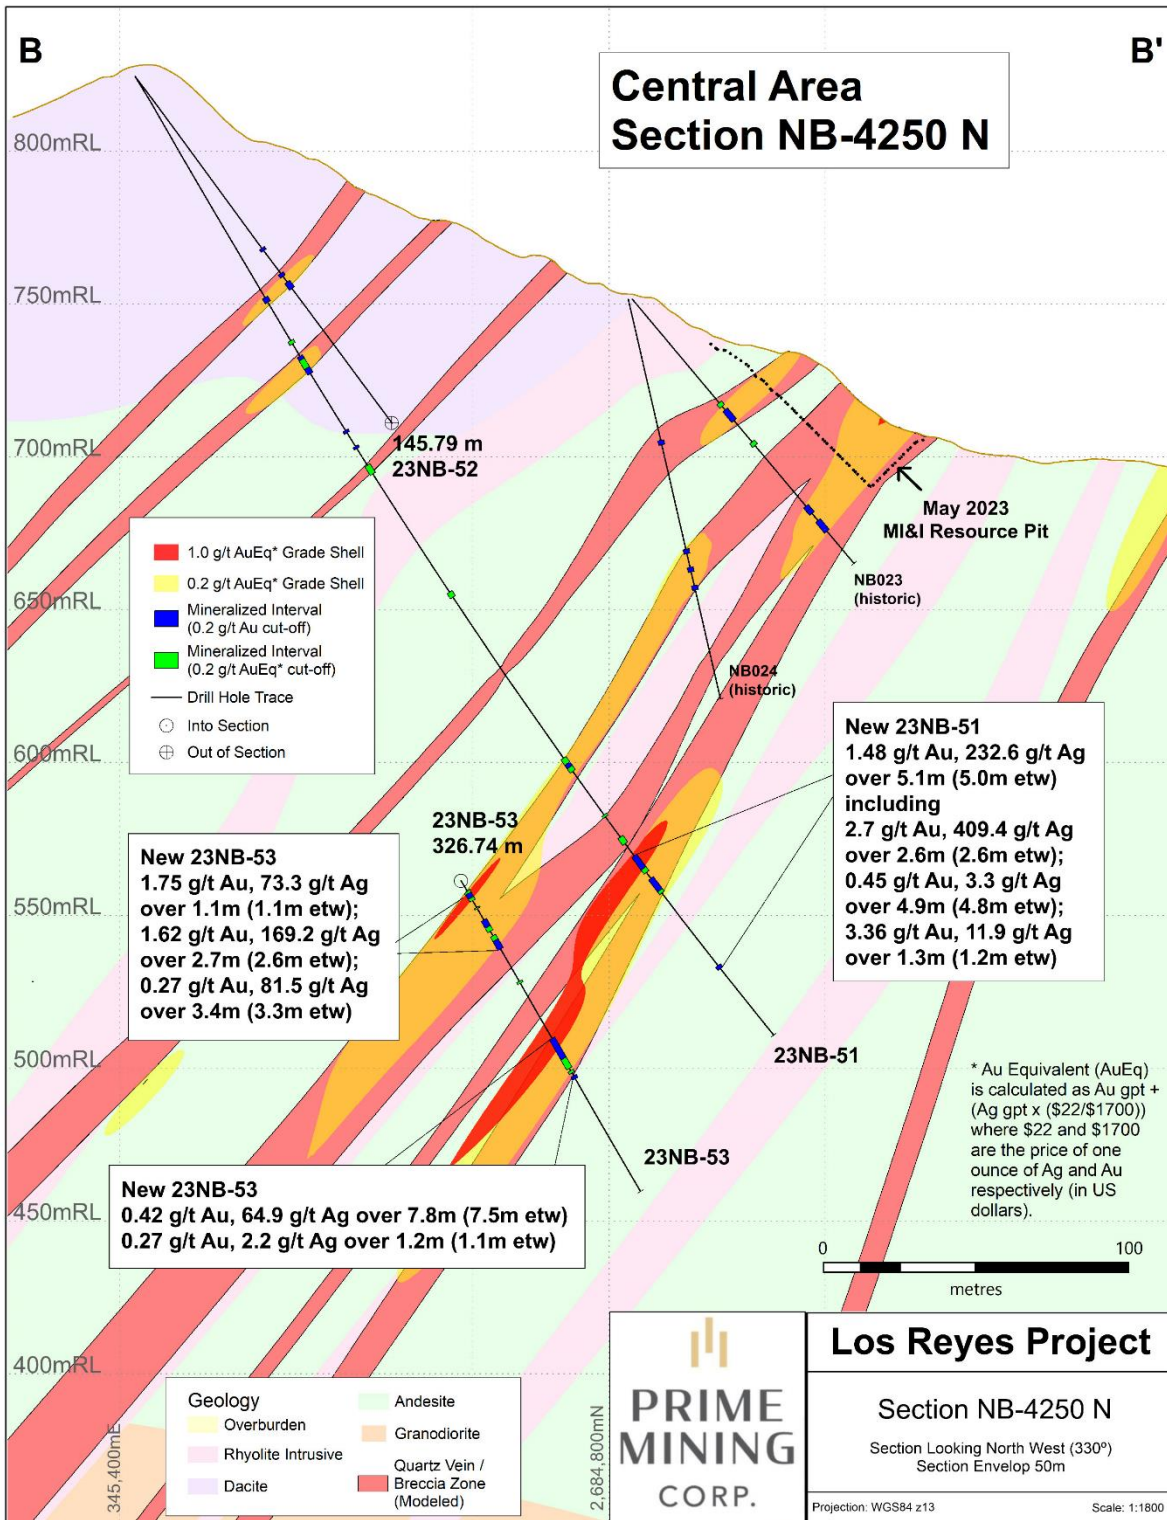 B
B'
Central Area
Section NB-4250 N
800mRL
750mRL
700mRL
650mRL
600mRL
550mRL
500mRL
450mRL
400mRL
145.79 m
23NB-52
May 2023
MI&I Resource Pit
NB023
(historic)
NB024
(historic)
1.0 g/t AuEq* Grade Shell
0.2 g/t AuEq* Grade Shell
Mineralized Interval
(0.2 g/t Au cut-off)
Mineralized Interval
(0.2 g/t AuEq* cut-off)
Drill Hole Trace
Into Section
Out of Section
New 23NB-51
1.48 g/t Au, 232.6 g/t Ag
over 5.1m (5.0m etw)
including
2.7 g/t Au, 409.4 g/t Ag
over 2.6m (2.6m etw);
0.45 g/t Au, 3.3 g/t Ag
over 4.9m (4.8m etw);
3.36 g/t Au, 11.9 g/t Ag
over 1.3m (1.2m etw)
23NB-53
326.74 m
New 23NB-53
1.75 g/t Au, 73.3 g/t Ag
over 1.1m (1.1m etw);
1.62 g/t Au, 169.2 g/t Ag
over 2.7m (2.6m etw);
0.27 g/t Au, 81.5 g/t Ag
over 3.4m (3.3m etw)
23NB-51
* Au Equivalent (AuEq)
is calculated as Au gpt +
(Ag gpt x ($22/$1700))
where $22 and $1700
are the price of one
ounce of Ag and Au
respectively (in US
dollars).
23NB-53
New 23NB-53
0.42 g/t Au, 64.9 g/t Ag over 7.8m (7.5m etw)
0.27 g/t Au, 2.2 g/t Ag over 1.2m (1.1m etw)
0
100
metres
345,400mE
2,684,800mN
Geology
Overburden
Rhyolite Intrusive
Dacite
Andesite
Granodiorite
Quartz Vein /
Breccia Zone
(Modeled)
PRIME
MINING
CORP.
Los Reyes Project
Section NB-4250 N
Section Looking North West (330º)
Section Envelop 50m
Projection: WGS84 z13
Scale: 1:1800